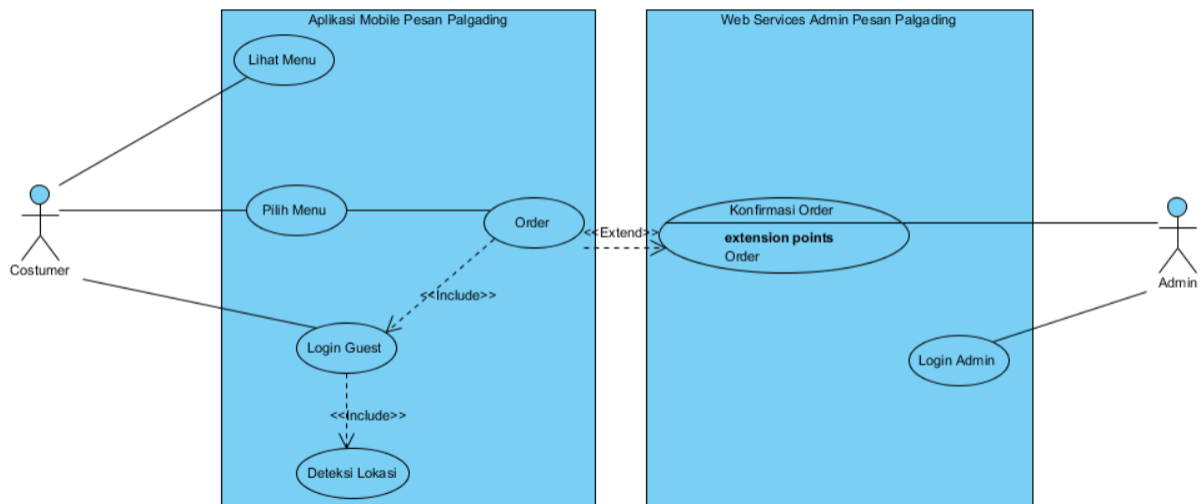 Aplikasi Mobile Pesan Palgading
Web Services Admin Pesan Palgading
Lihat Menu
Pilih Menu
Order
<<Extend>>
Konfirmasi Order
extension points
Order
Costumer
Admin
<<Include>>
Login Guest
Login Admin
<<Include>>
Deteksi Lokasi